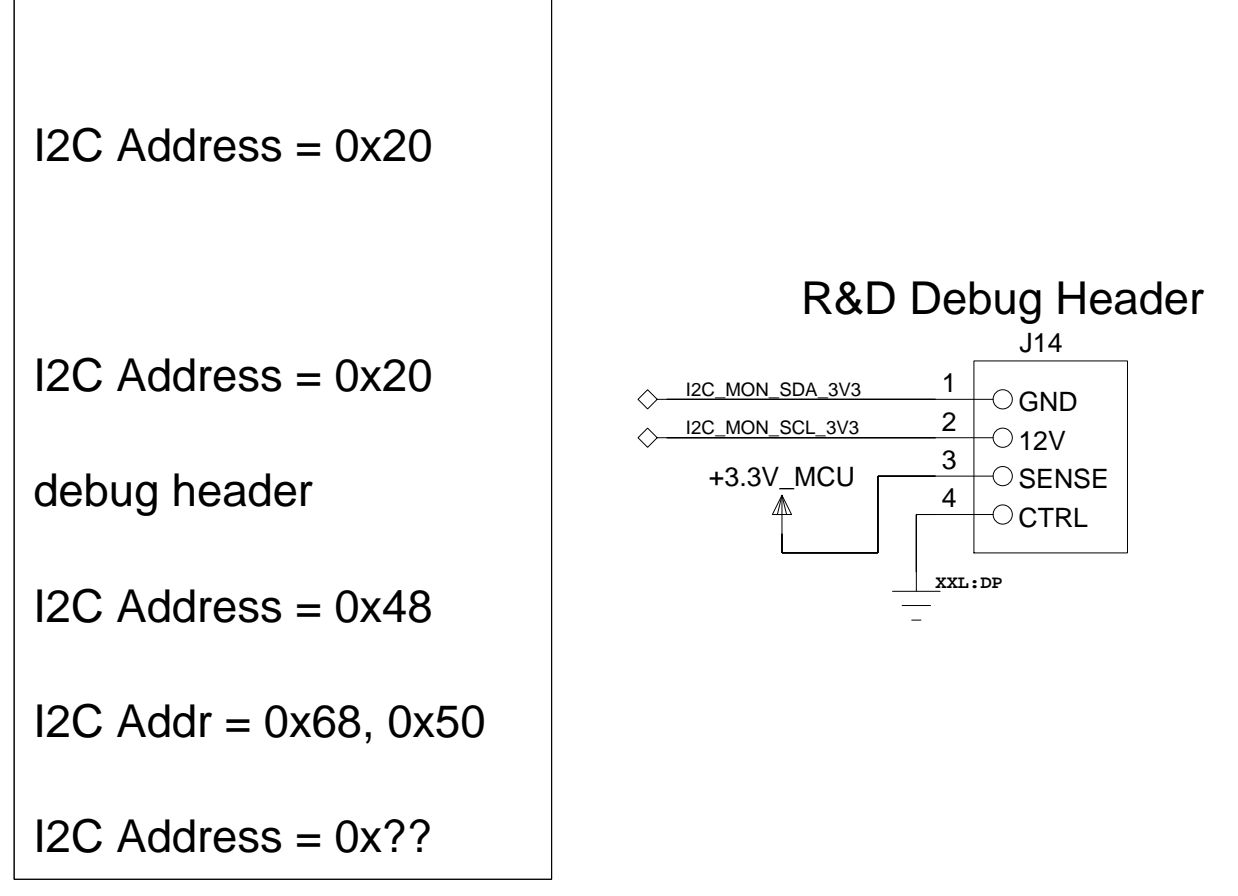 I2C Address = 0x20
I2C Address = 0x20
debug header
I2C Address = 0x48
I2C Addr = 0x68, 0x50
I2C Address = 0x??
R&D Debug Header
J14
I2C_MON_SDA_3V3 1 GND
I2C_MON_SCL_3V3 2 12V
+3.3V_MCU 3 SENSE
4 CTRL
XXL:DP